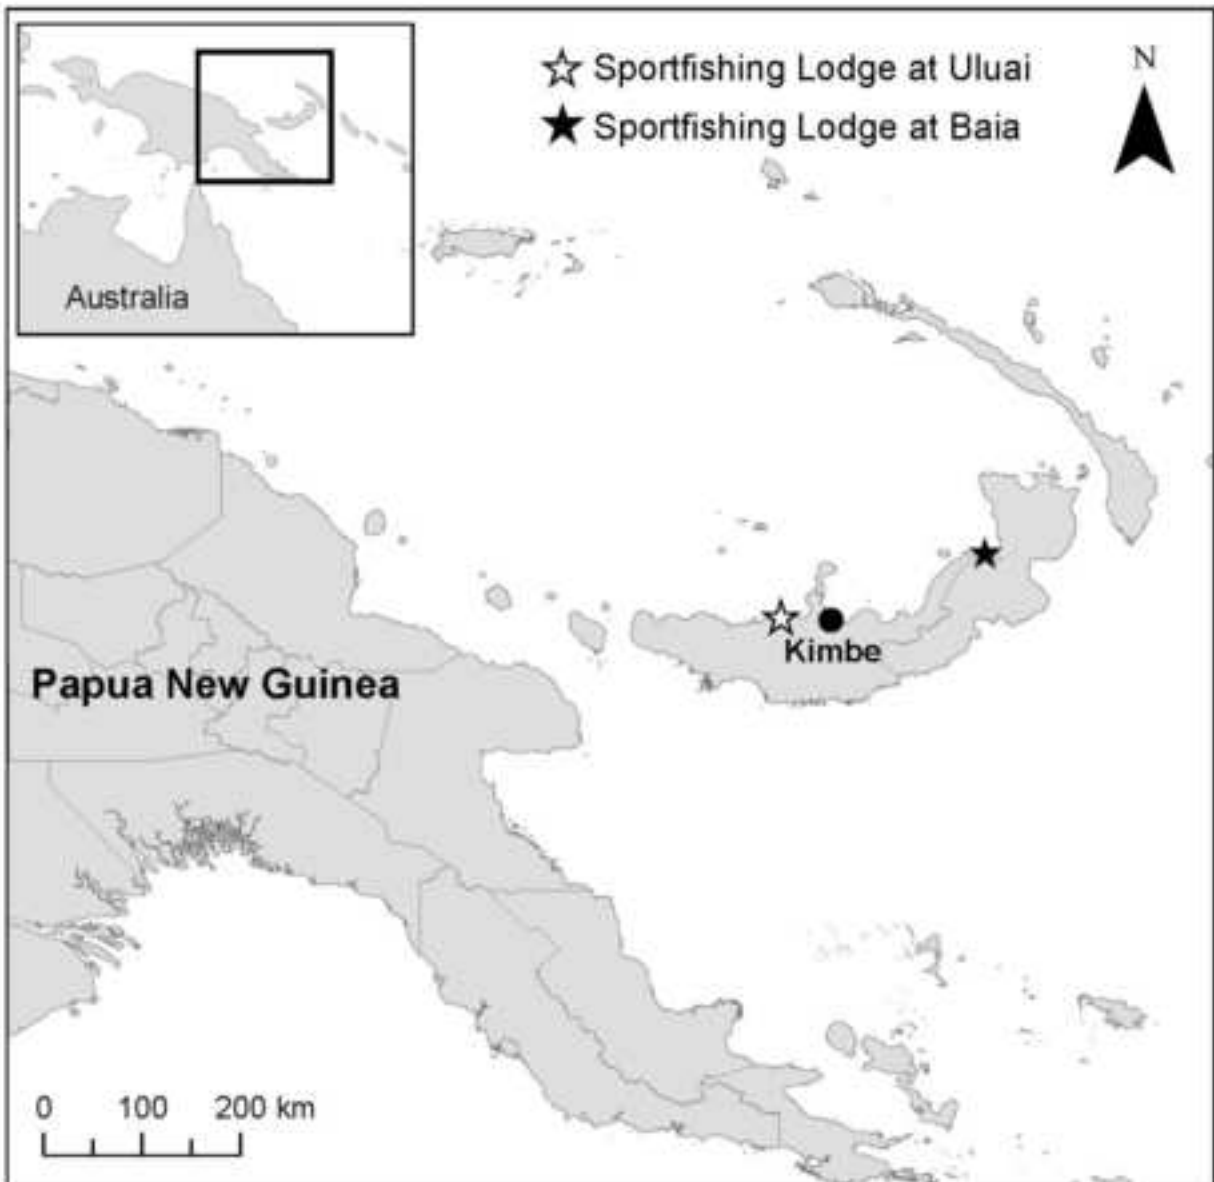 Sportfishing Lodge at Uluai
Sportfishing Lodge at Baia
N
Australia
Kimbe
Papua New Guinea
0 100 200 km